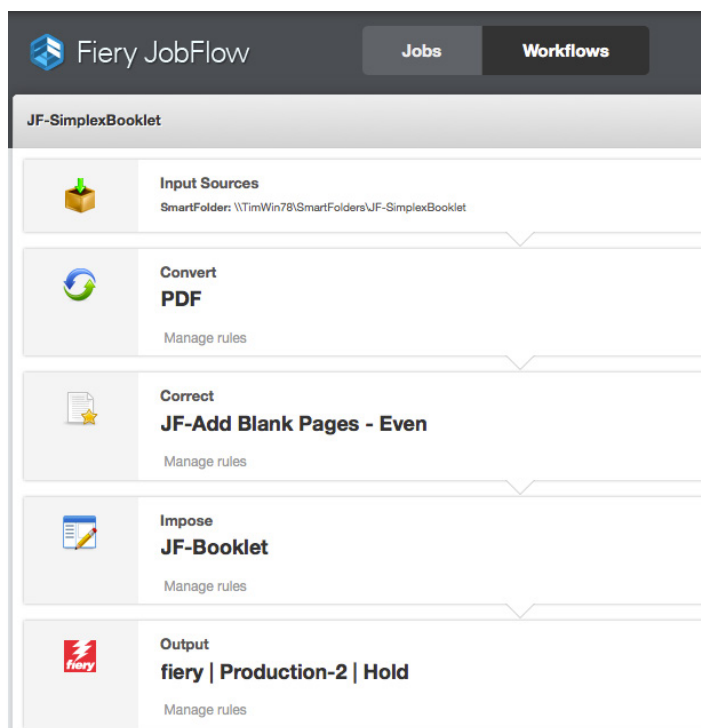 Fiery JobFlow
Jobs
Workflows
JF-SimplexBooklet
Input Sources
SmartFolder: \\TimWin78\SmartFolders\JF-SimplexBooklet
Convert
PDF
Manage rules
Correct
JF-Add Blank Pages - Even
Manage rules
Impose
JF-Booklet
Manage rules
Output
fiery
fiery | Production-2 | Hold
Manage rules